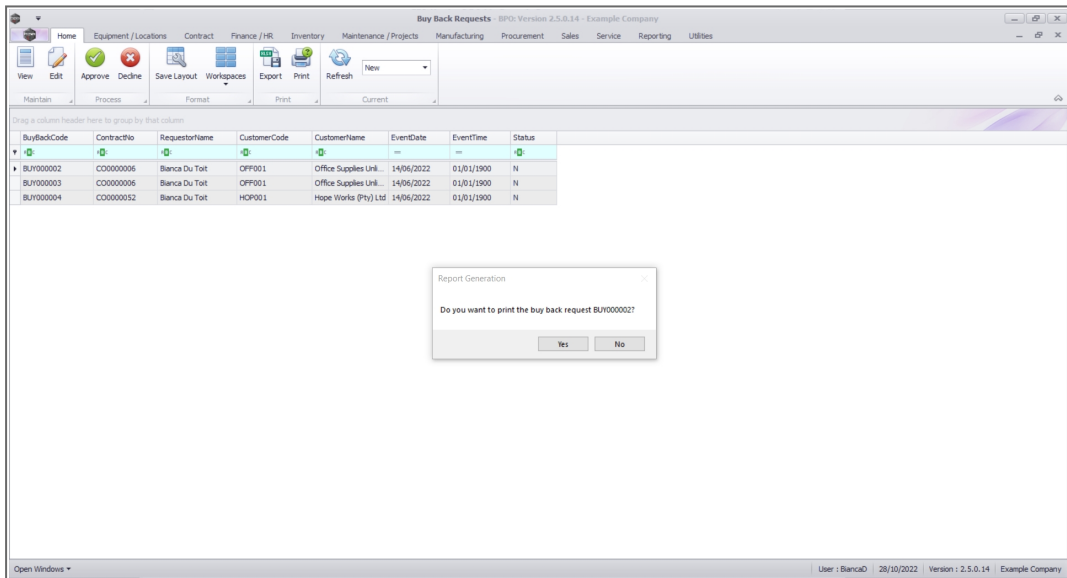 Buy Back Requests - BPO: Version 2.5.0.14 - Example Company
Home Equipment / Locations Contract Finance / HR Inventory Maintenance / Projects Manufacturing Procurement Sales Service Reporting Utilities
View Edit Approve Decline Save Layout Workspaces Export Print Refresh New
Maintain Process Format Print Current
Drag a column header here to group by that column
BuyBackCode ContractNo RequestorName CustomerCode CustomerName EventDate EventTime Status
BUY000002 CO0000006 Bianca Du Toit OFF001 Office Supplies Unli... 14/06/2022 01/01/1900 N
BUY000003 CO0000006 Bianca Du Toit OFF001 Office Supplies Unli... 14/06/2022 01/01/1900 N
BUY000004 CO0000052 Bianca Du Toit HOP001 Hope Works (Pty) Ltd 14/06/2022 01/01/1900 N
Report Generation
Do you want to print the buy back request BUY000002?
Yes No
Open Windows User : BiancaD 28/10/2022 Version : 2.5.0.14 Example Company